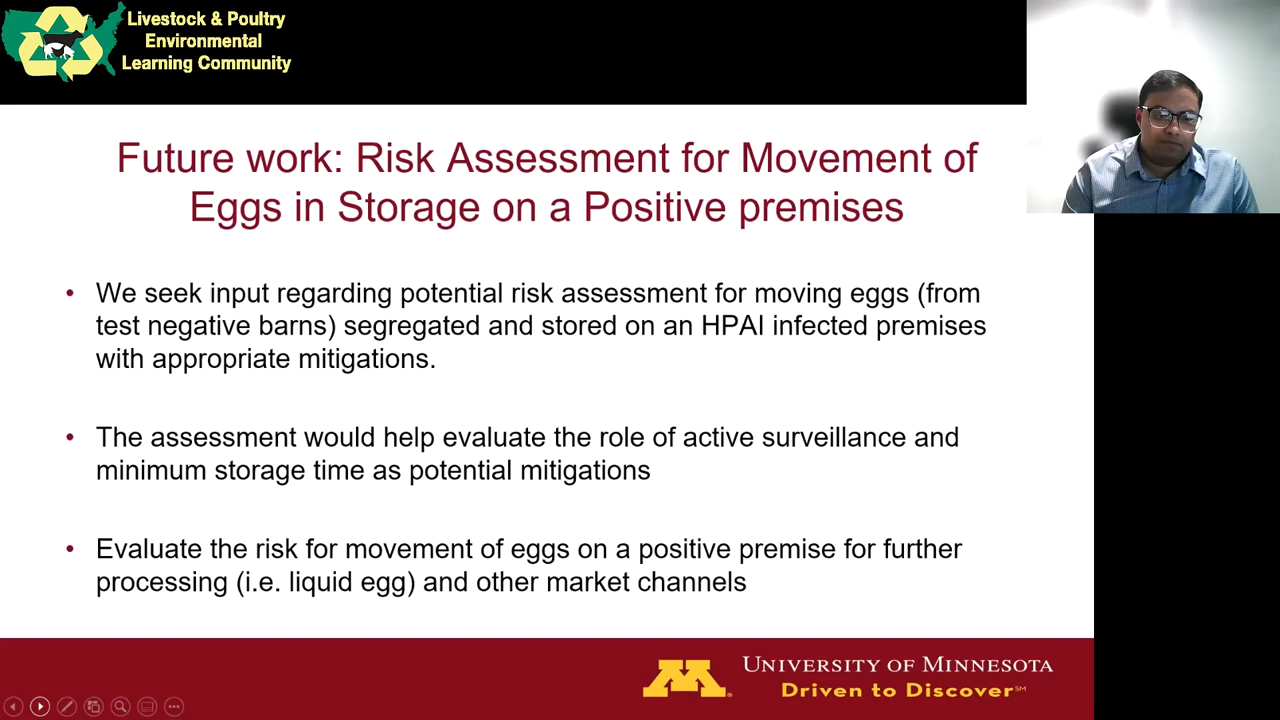 Livestock & Poultry
Environmental
Learning Community
Future work: Risk Assessment for Movement of
Eggs in Storage on a Positive premises
• We seek input regarding potential risk assessment for moving eggs (from
test negative barns) segregated and stored on an HPAI infected premises
with appropriate mitigations.
• The assessment would help evaluate the role of active surveillance and
minimum storage time as potential mitigations
• Evaluate the risk for movement of eggs on a positive premise for further
processing (i.e. liquid egg) and other market channels
M
UNIVERSITY OF MINNESOTA
Driven to Discover℠